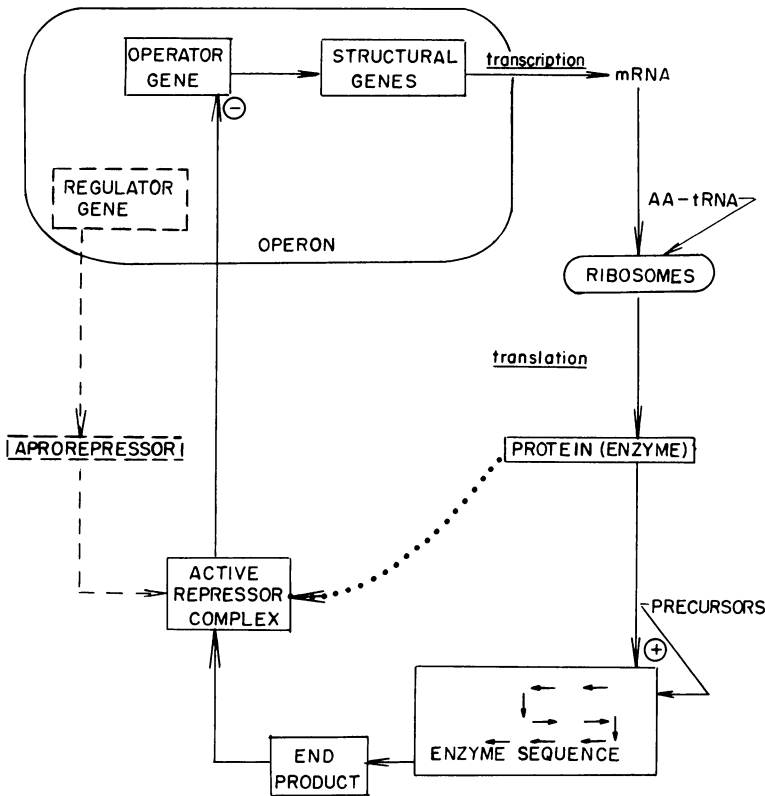 OPERATOR
GENE
STRUCTURAL
GENES
transcription
mRNA
REGULATOR
GENE
AA-tRNA
OPERON
RIBOSOMES
translation
APROREPRESSOR
PROTEIN (ENZYME)
ACTIVE
REPRESSOR
COMPLEX
PRECURSORS
ENZYME SEQUENCE
END
PRODUCT